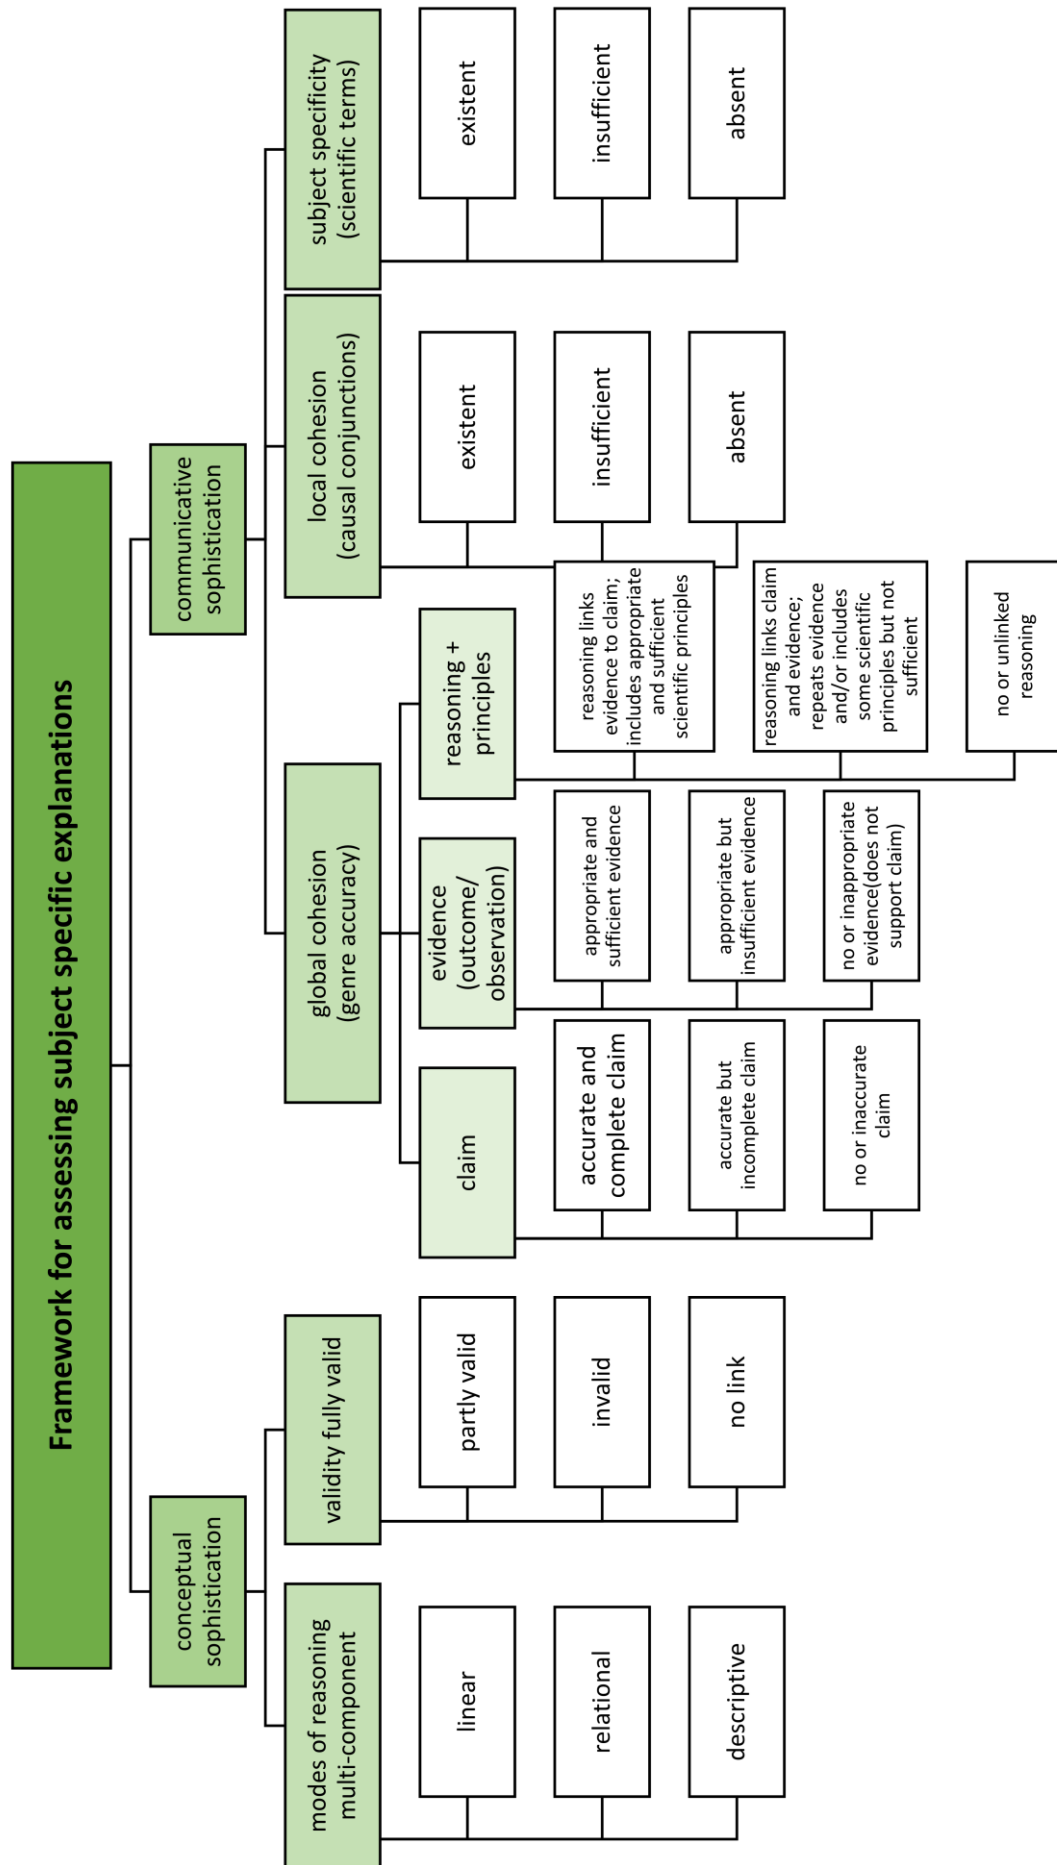 Framework for assessing subject specific explanations
conceptual
sophistication
communicative
sophistication
modes of reasoning
multi-component
validity fully valid
global cohesion
(genre accuracy)
local cohesion
(causal conjunctions)
subject specificity
(scientific terms)
linear
relational
descriptive
partly valid
invalid
no link
claim
accurate and
complete claim
accurate but
incomplete claim
no or inaccurate
claim
evidence
(outcome/
observation)
appropriate and
sufficient evidence
appropriate but
insufficient evidence
no or inappropriate
evidence(does not
support claim)
reasoning +
principles
reasoning links
evidence to claim;
includes appropriate
and sufficient
scientific principles
reasoning links claim
and evidence;
repeats evidence
and/or includes
some scientific
principles but not
sufficient
no or unlinked
reasoning
existent
insufficient
absent
existent
insufficient
absent